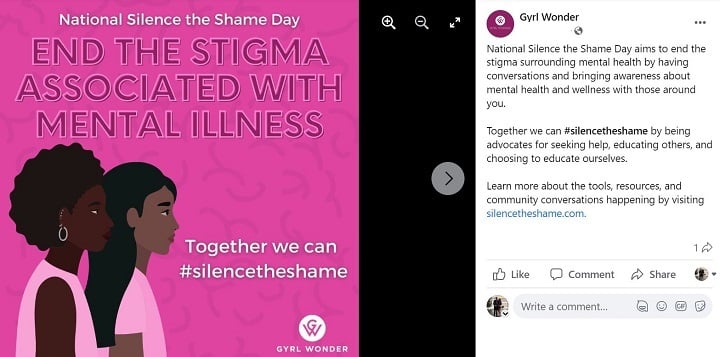 National Silence the Shame Day
END THE STIGMA
ASSOCIATED WITH
MENTAL ILLNESS
Together we can
#silencetheshame
GW
GYRL WONDER
Gyrl Wonder
National Silence the Shame Day aims to end the
stigma surrounding mental health by having
conversations and bringing awareness about
mental health and wellness with those around
you.
Together we can #silencetheshame by being
advocates for seeking help, educating others, and
choosing to educate ourselves.
Learn more about the tools, resources, and
community conversations happening by visiting
silencetheshame.com.
1
Like Comment Share
Write a comment...
GIF